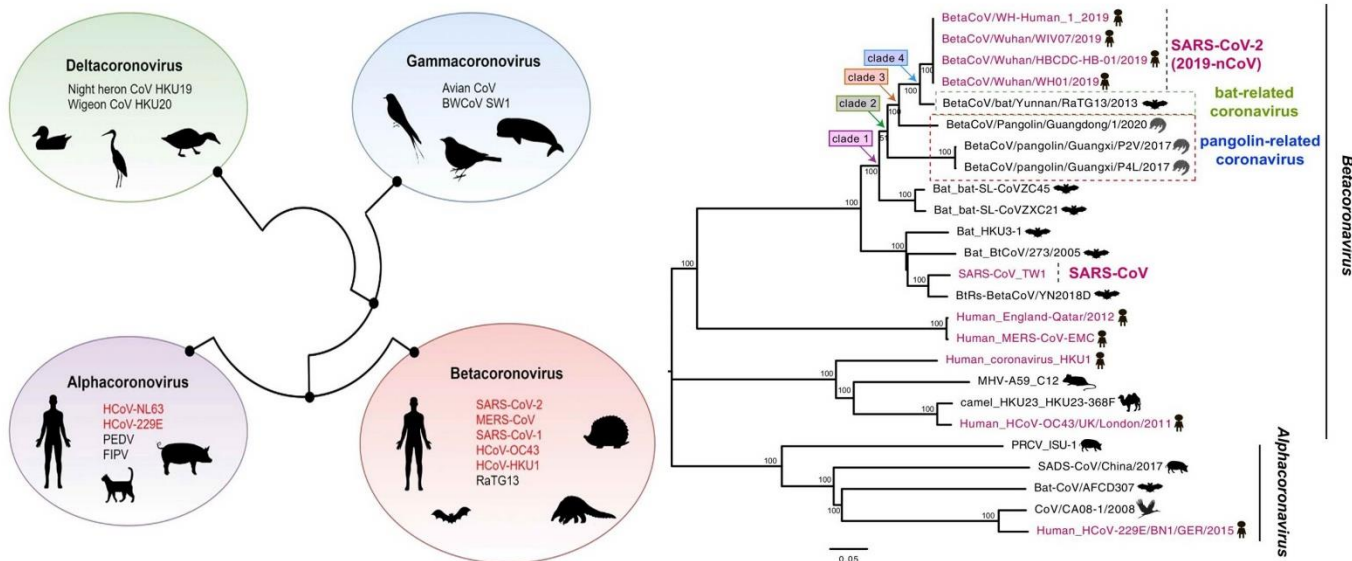 Deltacoronovirus
Night heron CoV HKU19
Wigeon CoV HKU20
Gammacoronovirus
Avian CoV
BWCoV SW1
Alphacoronovirus
HCoV-NL63
HCoV-229E
PEDV
FIPV
Betacoronovirus
SARS-CoV-2
MERS-CoV
SARS-CoV-1
HCoV-OC43
HCoV-HKU1
RaTG13
BetaCoV/WH-Human_1_2019
BetaCoV/Wuhan/WIV07/2019
BetaCoV/Wuhan/HBCDC-HB-01/2019
BetaCoV/Wuhan/WH01/2019
SARS-CoV-2
(2019-nCoV)
clade 4
clade 3
clade 2
clade 1
100
100
100
51
100
100
BetaCoV/bat/Yunnan/RaTG13/2013
bat-related
coronavirus
BetaCoV/Pangolin/Guangdong/1/2020
BetaCoV/pangolin/Guangxi/P2V/2017
BetaCoV/pangolin/Guangxi/P4L/2017
pangolin-related
coronavirus
Bat_bat-SL-CoVZC45
100
Bat_bat-SL-CoVZXC21
100
Bat_HKU3-1
100
Bat_BtCoV/273/2005
100
SARS-CoV_TW1
SARS-CoV
100
BtRs-BetaCoV/YN2018D
Human_England-Qatar/2012
100
Human_MERS-CoV-EMC
Human_coronavirus_HKU1
100
MHV-A59_C12
100
camel_HKU23_HKU23-368F
100
Human_HCoV-OC43/UK/London/2011
Betacoronavirus
PRCV_ISU-1
100
SADS-CoV/China/2017
100
Bat-CoV/AFCD307
100
CoV/CA08-1/2008
100
Human_HCoV-229E/BN1/GER/2015
Alphacoronavirus
0.05